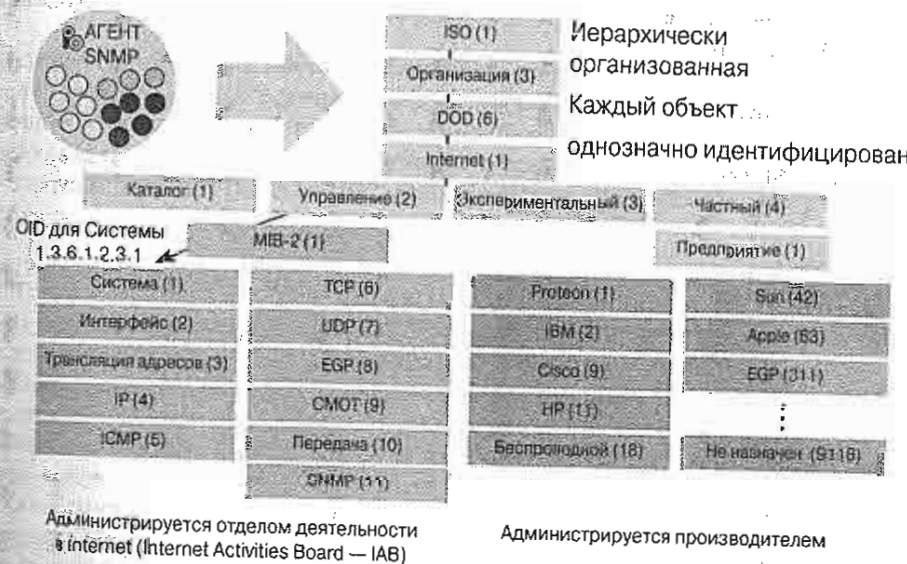 АГЕНТ
SNMP
ISO (1)
Организация (3)
DOD (6)
Internet (1)
Иерархически
организованная
Каждый объект
однозначно идентифицирован
Каталог (1)
Управление (2)
Экспериментальный (3)
Частный (4)
OID для Системы
1.3.6.1.2.3.1
MIB-2 (1)
Предприятие (1)
Система (1)
Интерфейс (2)
Трансляция адресов (3)
IP (4)
ICMP (5)
TCP (6)
UDP (7)
EGP (8)
CMOT (9)
Передача (10)
SNMP (11)
Proteon (1)
IBM (2)
Cisco (9)
HP (11)
Беспроводной (18)
Sun (42)
Apple (63)
EGP (311)
Не назначен (9118)
Администрируется отделом деятельности
в Internet (Internet Activities Board — IAB)
Администрируется производителем